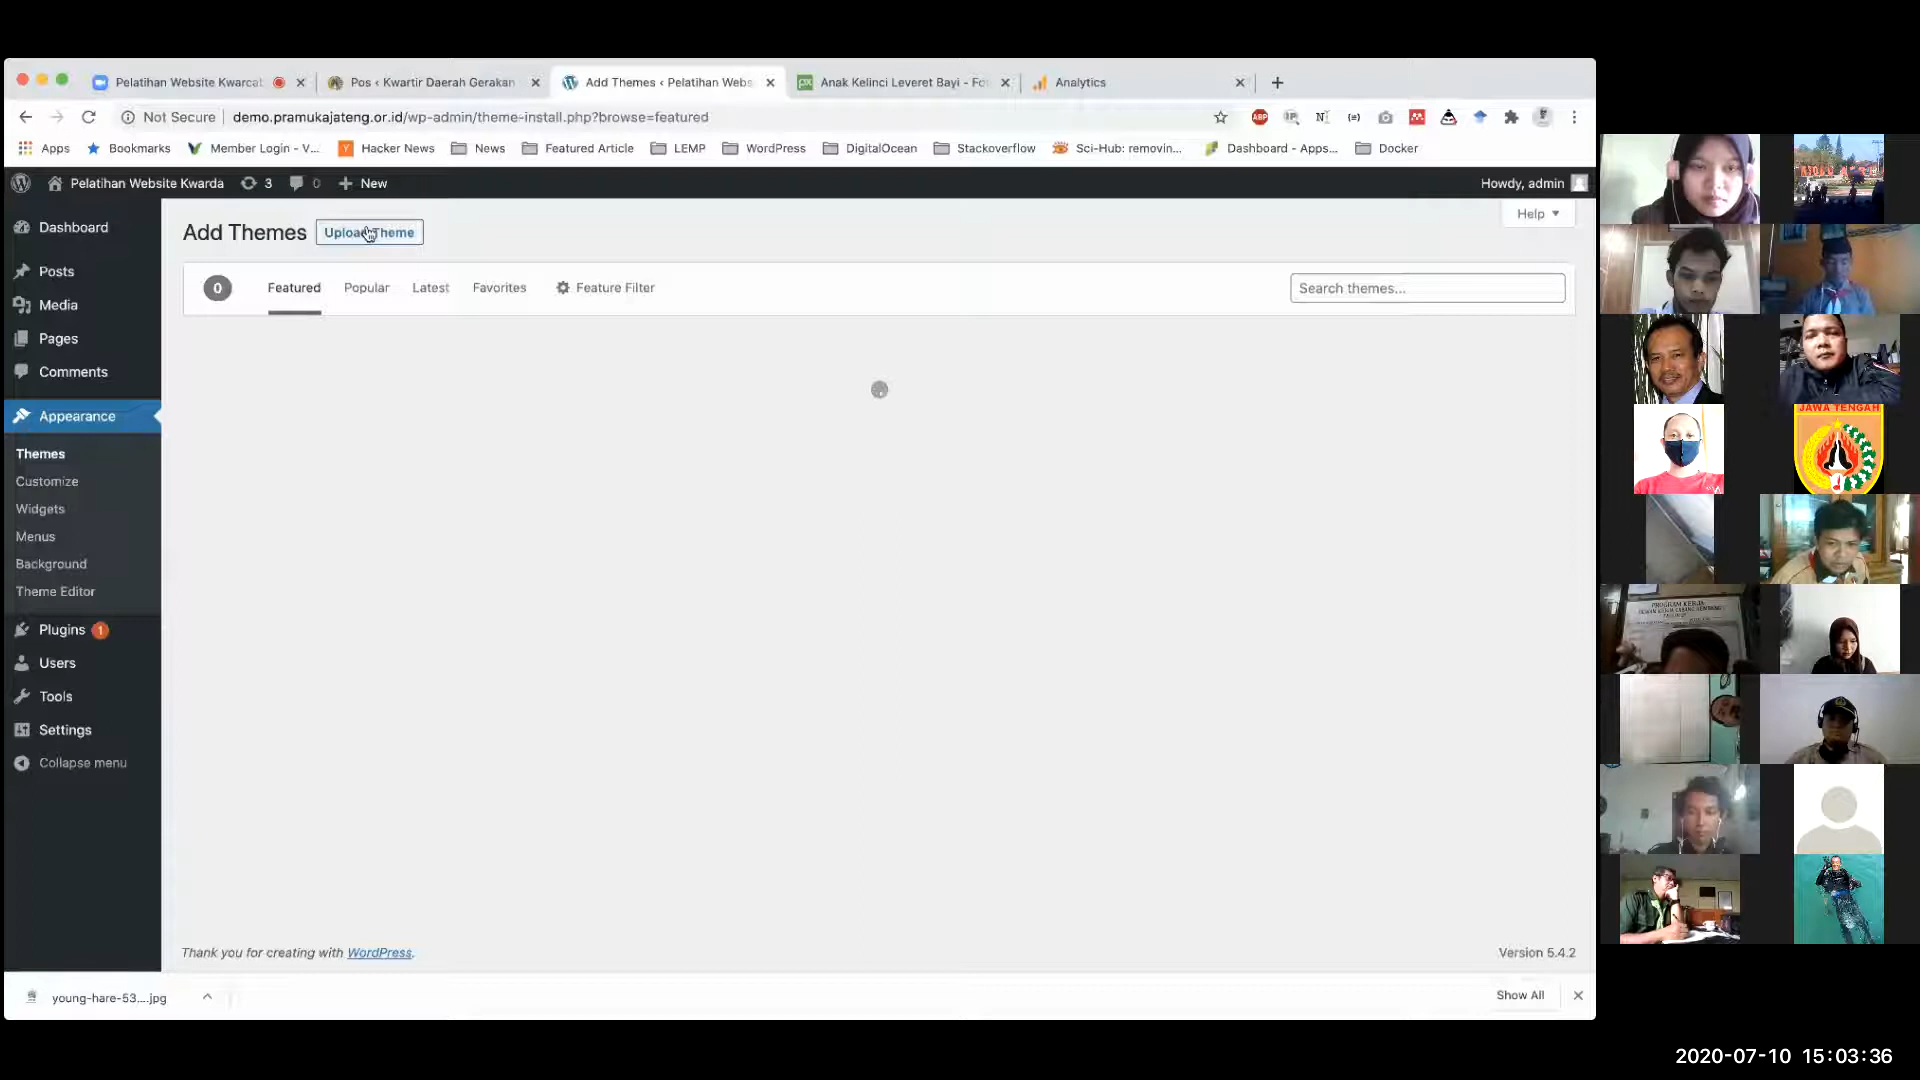 Pelatihan Website Kwarcab
Pos ‹ Kwartir Daerah Gerakan
Add Themes ‹ Pelatihan Webs
Anak Kelinci Leveret Bayi - Fo
Analytics
Not Secure
demo.pramukajateng.or.id/wp-admin/theme-install.php?browse=featured
Apps
Bookmarks
Member Login - V...
Hacker News
News
Featured Article
LEMP
WordPress
DigitalOcean
Stackoverflow
Sci-Hub: removin...
Dashboard - Apps...
Docker
Pelatihan Website Kwarda
3
0
New
Howdy, admin
Dashboard
Posts
Media
Pages
Comments
Appearance
Themes
Customize
Widgets
Menus
Background
Theme Editor
Plugins 1
Users
Tools
Settings
Collapse menu
Add Themes
Upload Theme
Help
0
Featured
Popular
Latest
Favorites
Feature Filter
Search themes...
Thank you for creating with WordPress.
Version 5.4.2
young-hare-53....jpg
Show All
JAWA TENGAH
PROGRAM KERJA
2020-07-10 15:03:36